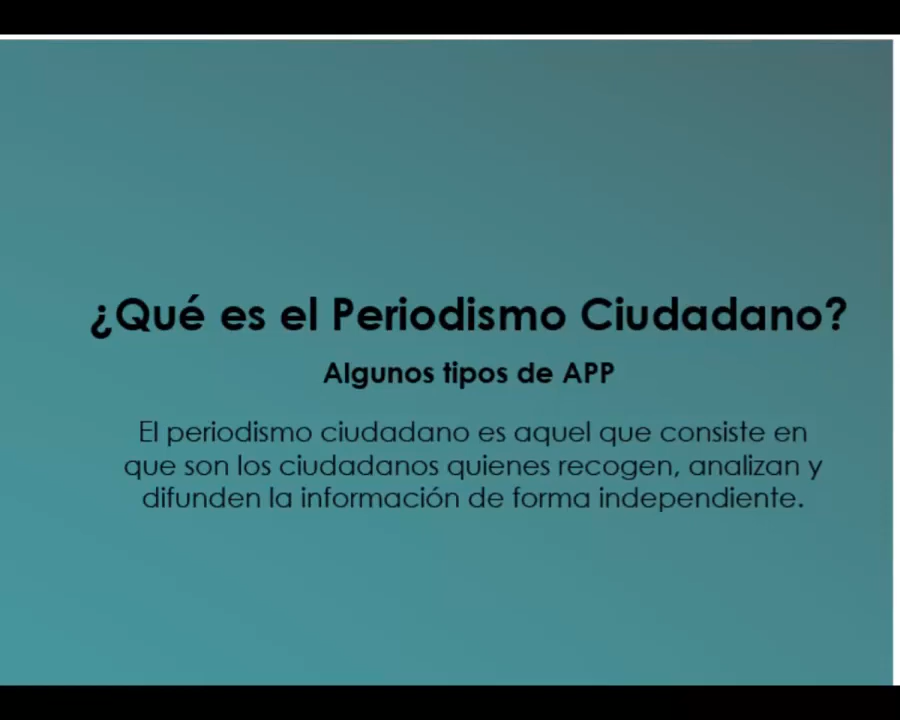 ¿Qué es el Periodismo Ciudadano?
Algunos tipos de APP
El periodismo ciudadano es aquel que consiste en
que son los ciudadanos quienes recogen, analizan y
difunden la información de forma independiente.